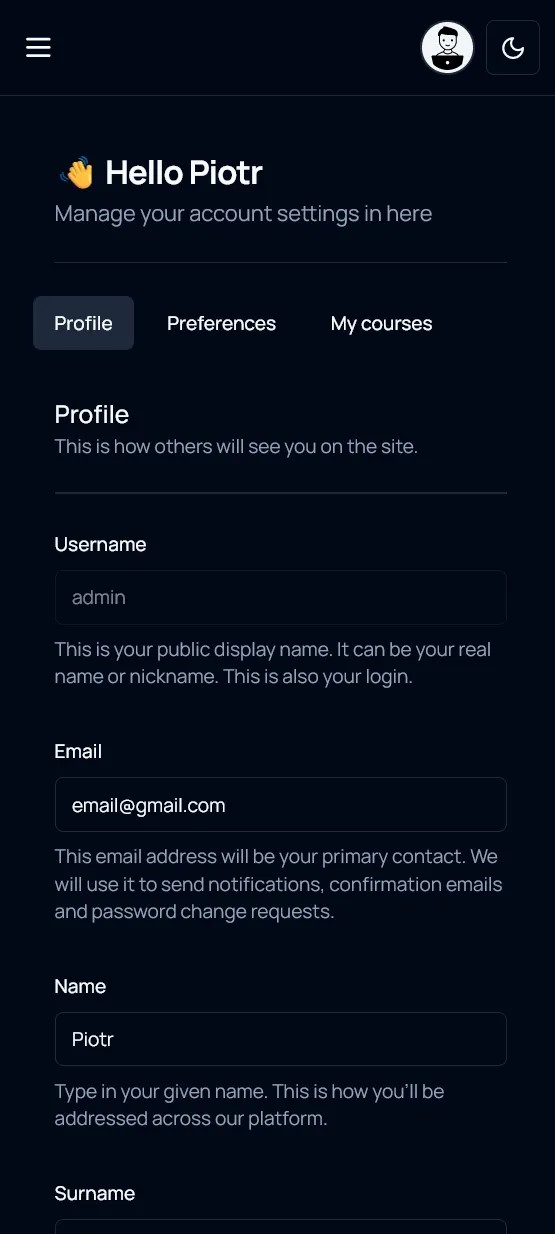 👋 Hello Piotr
Manage your account settings in here
Profile
Preferences
My courses
Profile
This is how others will see you on the site.
Username
admin
This is your public display name. It can be your real
name or nickname. This is also your login.
Email
email@gmail.com
This email address will be your primary contact. We
will use it to send notifications, confirmation emails
and password change requests.
Name
Piotr
Type in your given name. This is how you'll be
addressed across our platform.
Surname